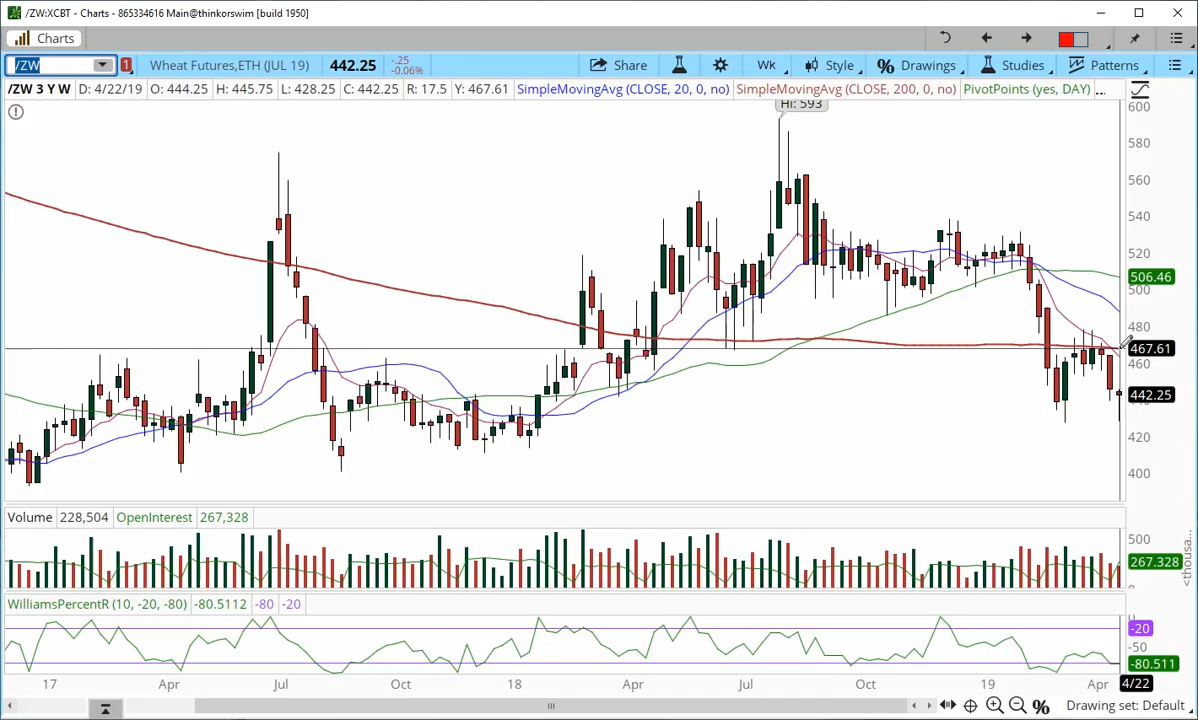 /ZW:XCBT - Charts - 865334616 Main@thinkorswim [build 1950]
Charts
/ZW 1 Wheat Futures,ETH (JUL 19) 442.25 -.25 -0.06% Share Wk Style Drawings Studies Patterns
/ZW 3 Y W D: 4/22/19 O: 444.25 H: 445.75 L: 428.25 C: 442.25 R: 17.5 Y: 467.61 SimpleMovingAvg (CLOSE, 20, 0, no) SimpleMovingAvg (CLOSE, 200, 0, no) PivotPoints (yes, DAY) ...
Hi: 593
600
580
560
540
520
506.46
500
480
467.61
460
442.25
420
400
Volume 228,504 OpenInterest 267,328
500
267.328
<thousa...
WilliamsPercentR (10, -20, -80) -80.5112 -80 -20
-20
-50
-80.511
17 Apr Jul Oct 18 Apr Jul Oct 19 Apr 4/22
Drawing set: Default